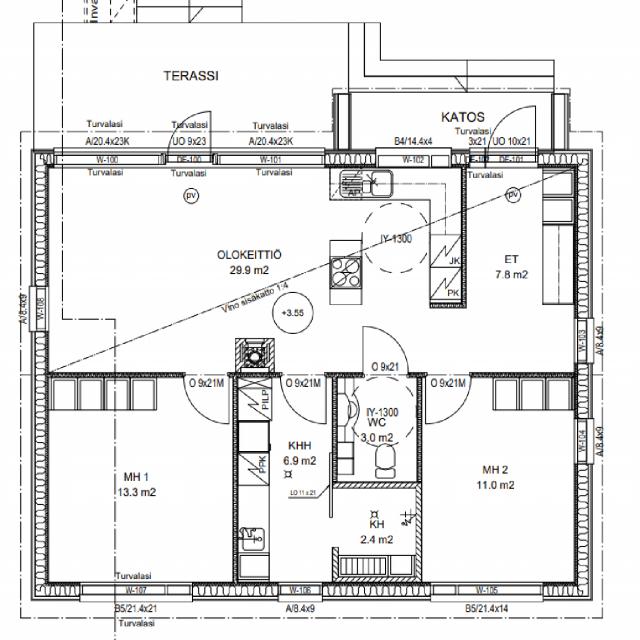 Inva
TERASSI
KATOS
Turvalasi
Turvalasi
Turvalasi
Turvalasi
A/20.4x23K
UO 9x23
A/20.4x23K
B4/14.4x4
3x21
UO 10x21
W-100
DE-100
W-101
W-102
DE-102
DE-101
Turvalasi
Turvalasi
Turvalasi
Turvalasi
pv
pv
AP
OLOKEITTIÖ
29.9 m2
IY-1300
JK
PK
ET
7.8 m2
Vino sisäkatto 1:4
+3.55
W-108
A/8.4x9
W-103
A/8.4x9
O 9x21
O 9x21M
O 9x21M
O 9x21M
PILP
IY-1300
WC
3,0 m2
KHH
6.9 m2
PPK
LO 11 x 21
MH 1
13.3 m2
MH 2
11.0 m2
W-104
A/8.4x9
KH
2.4 m2
Turvalasi
W-107
W-106
W-105
B5/21.4x21
A/8.4x9
B5/21.4x14
Turvalasi